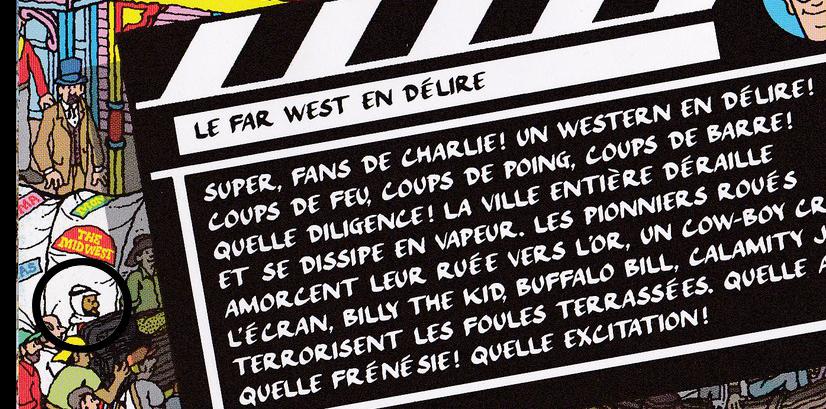 LE FAR WEST EN DÉLIRE
SUPER, FANS DE CHARLIE! UN WESTERN EN DÉLIRE!
COUPS DE FEU, COUPS DE POING, COUPS DE BARRE!
QUELLE DILIGENCE! LA VILLE ENTIÈRE DÉRAILLE
ET SE DISSIPE EN VAPEUR. LES PIONNIERS ROUÉS
AMORCENT LEUR RUÉE VERS L'OR, UN COW-BOY CR
L'ÉCRAN, BILLY THE KID, BUFFALO BILL, CALAMITY J
TERRORISENT LES FOULES TERRASSÉES. QUELLE A
QUELLE FRÉNÉSIE! QUELLE EXCITATION!
THE
MIDWEST